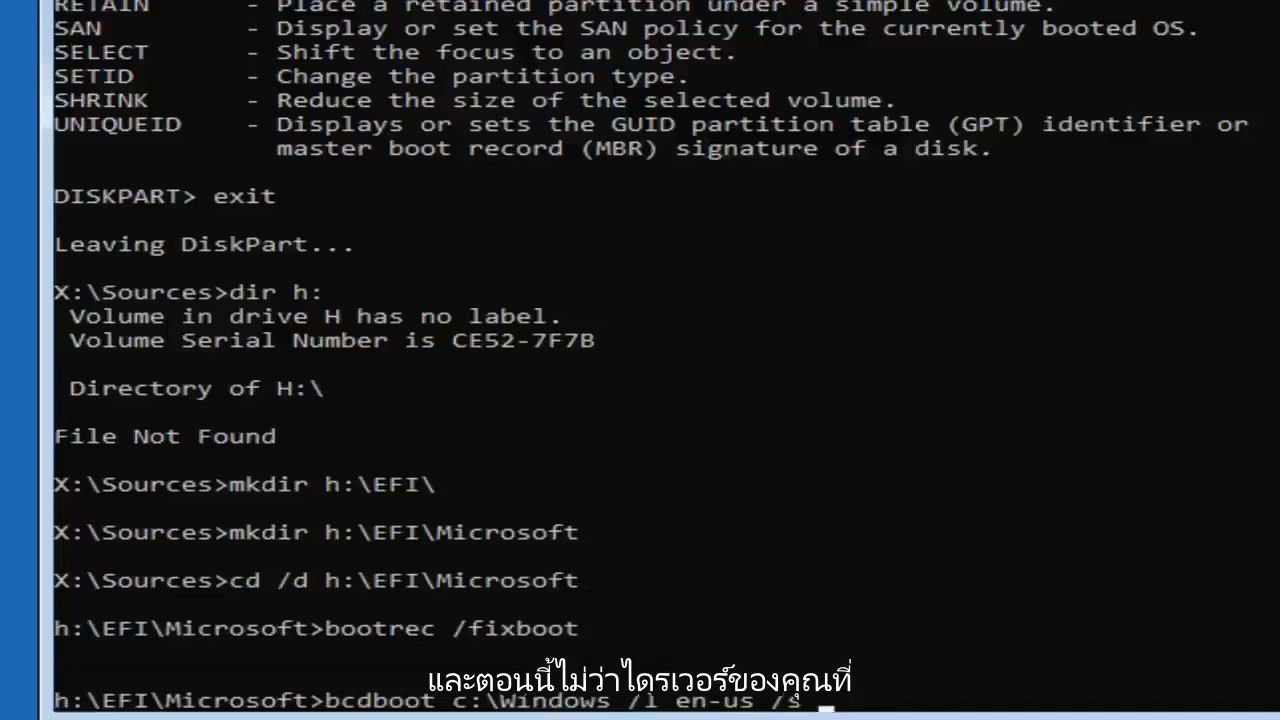 RETAIN - Place a retained partition under a simple volume.
SAN - Display or set the SAN policy for the currently booted OS.
SELECT - Shift the focus to an object.
SETID - Change the partition type.
SHRINK - Reduce the size of the selected volume.
UNIQUEID - Displays or sets the GUID partition table (GPT) identifier or
master boot record (MBR) signature of a disk.
DISKPART> exit
Leaving DiskPart...
X:\Sources>dir h:
Volume in drive H has no label.
Volume Serial Number is CE52-7F7B
Directory of H:\
File Not Found
X:\Sources>mkdir h:\EFI\
X:\Sources>mkdir h:\EFI\Microsoft
X:\Sources>cd /d h:\EFI\Microsoft
h:\EFI\Microsoft>bootrec /fixboot
และตอนนี้ไม่ว่าไดรเวอร์ของคุณที่
h:\EFI\Microsoft>bcdboot c:\Windows /l en-us /s